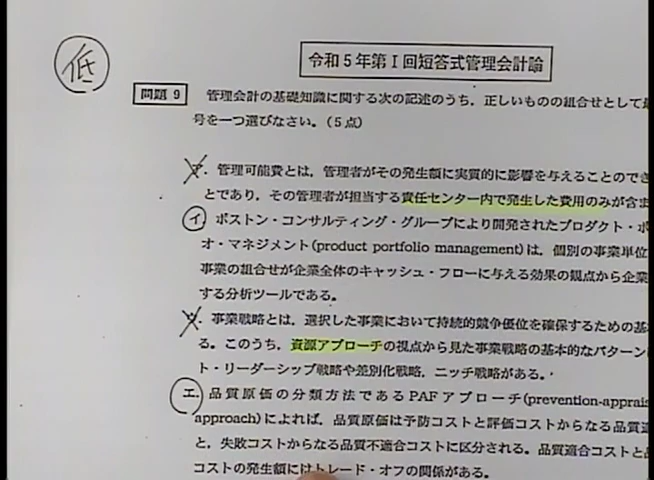 低
令和5年第Ⅰ回短答式管理会計論
問題 9 管理会計の基礎知識に関する次の記述のうち，正しいものの組合せとして
号を一つ選びなさい。（5点）
ア．管理可能費とは，管理者がその発生額に実質的に影響を与えることのでき
とであり，その管理者が担当する責任センター内で発生した費用のみが含ま
イ ボストン・コンサルティング・グループにより開発されたプロダクト・ポ
オ・マネジメント(product portfolio management)は，個別の事業単位
事業の組合せが企業全体のキャッシュ・フローに与える効果の観点から企業
する分析ツールである。
ウ．事業戦略とは，選択した事業において持続的競争優位を確保するための基
る。このうち，資源アプローチの視点から見た事業戦略の基本的なパターン
ト・リーダーシップ戦略や差別化戦略，ニッチ戦略がある。
エ．品質原価の分類方法であるPAFアプローチ(prevention-apprais
approach)によれば，品質原価は予防コストと評価コストからなる品質適
と，失敗コストからなる品質不適合コストに区分される。品質適合コストと品
コストの発生額にはトレード・オフの関係がある。